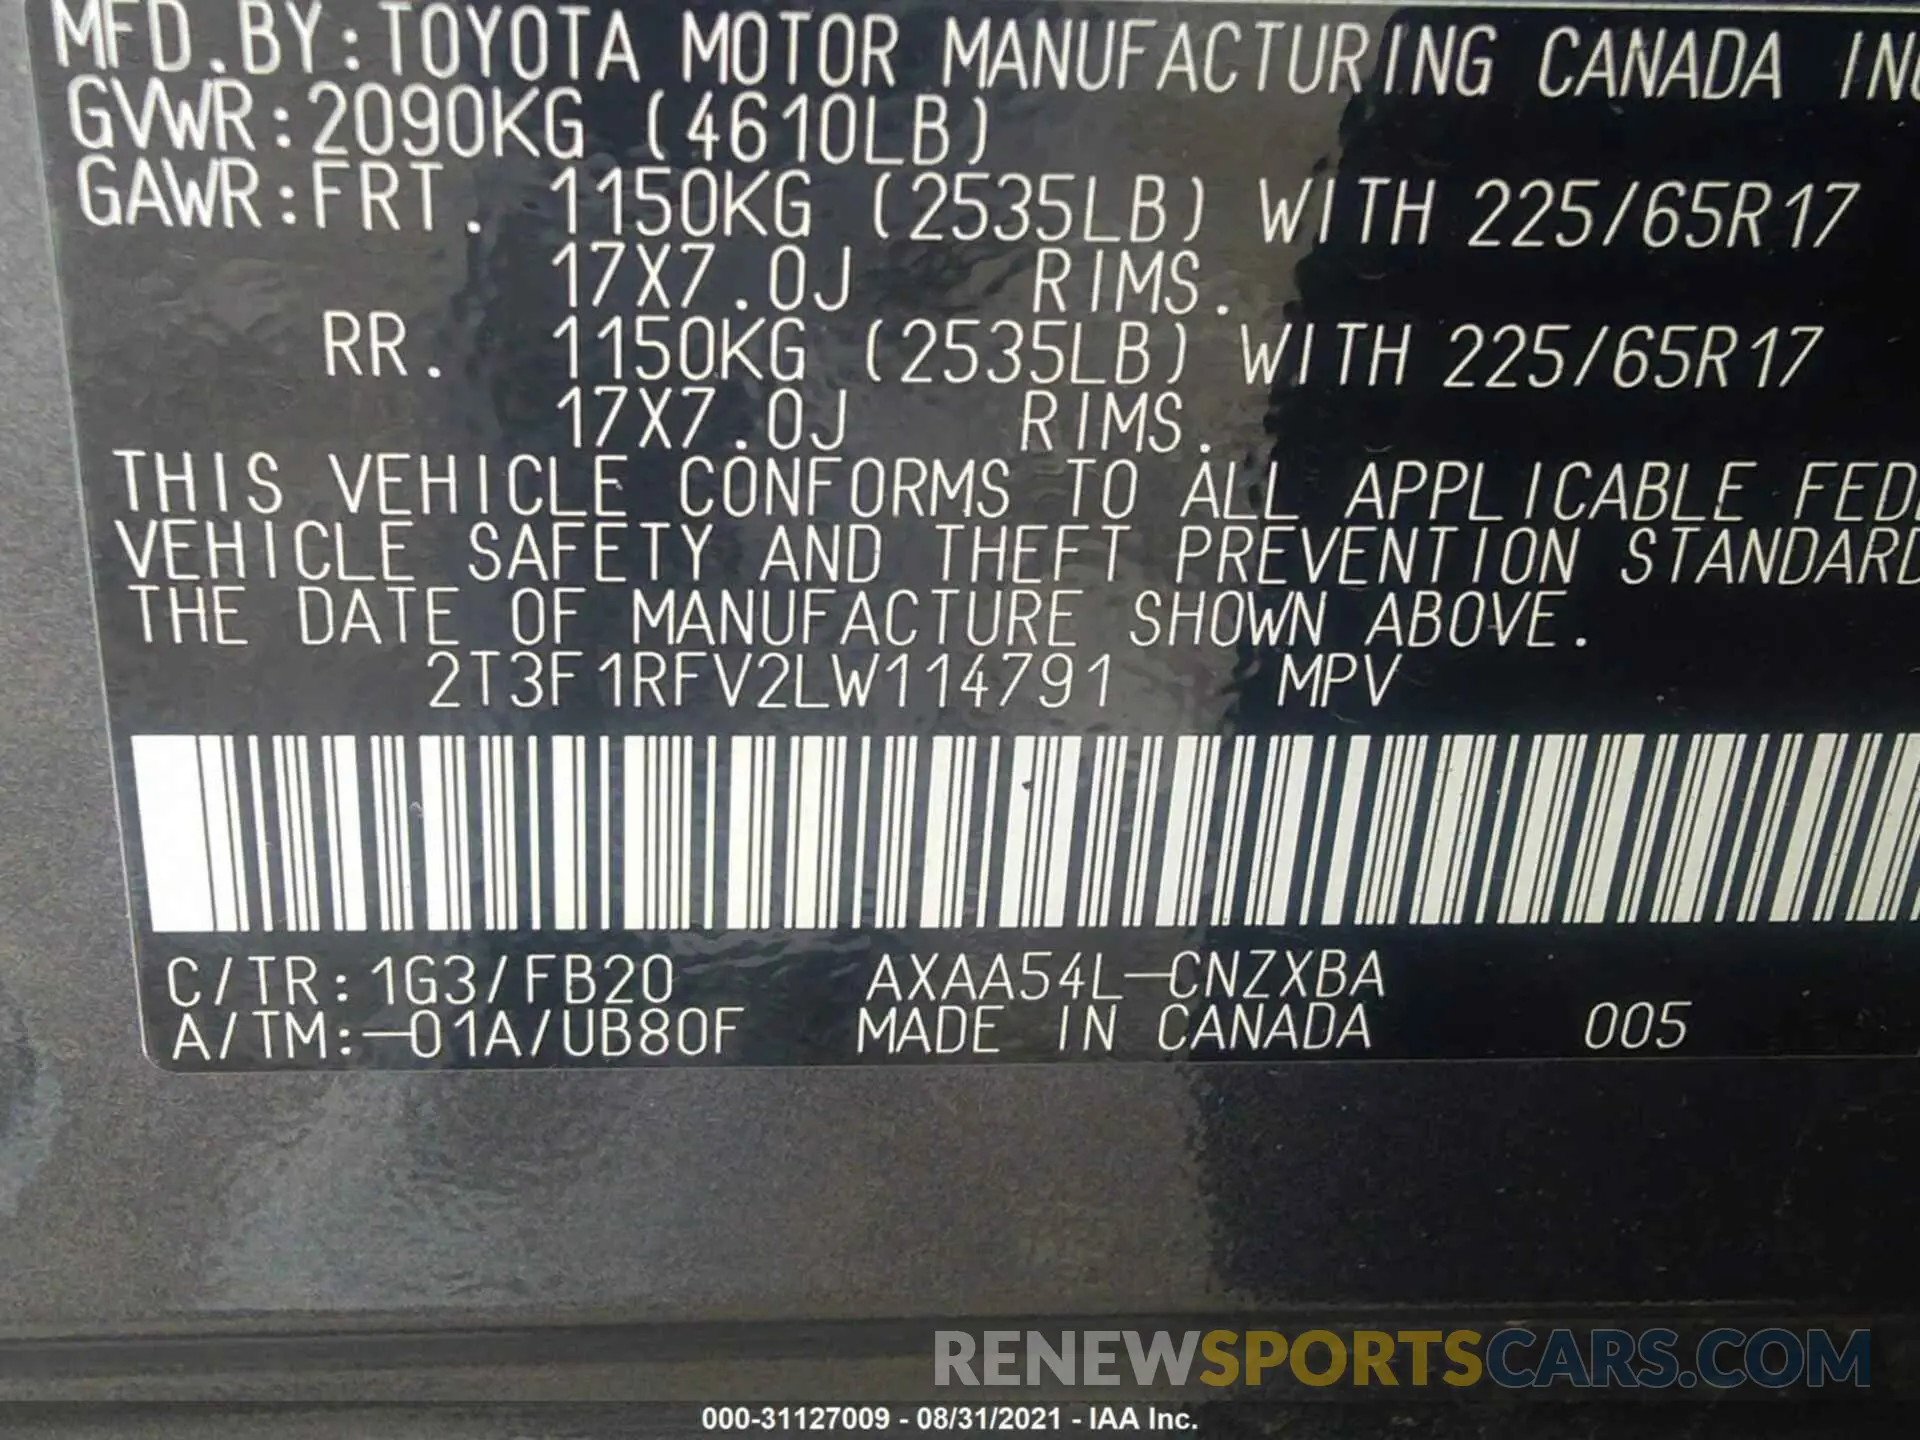 MFD.BY:TOYOTA MOTOR MANUFACTURING CANADA INC
GVWR:2090KG (4610LB)
GAWR:FRT. 1150KG (2535LB) WITH 225/65R17
17X7.0J RIMS.
RR. 1150KG (2535LB) WITH 225/65R17
17X7.0J RIMS.
THIS VEHICLE CONFORMS TO ALL APPLICABLE FED
VEHICLE SAFETY AND THEFT PREVENTION STANDARD
THE DATE OF MANUFACTURE SHOWN ABOVE.
2T3F1RFV2LW114791 MPV
C/TR:1G3/FB20 AXAA54L-CNZXBA
A/TM:-01A/UB80F MADE IN CANADA 005
RENEWSPORTSCARS.COM
000-31127009 - 08/31/2021 - IAA Inc.